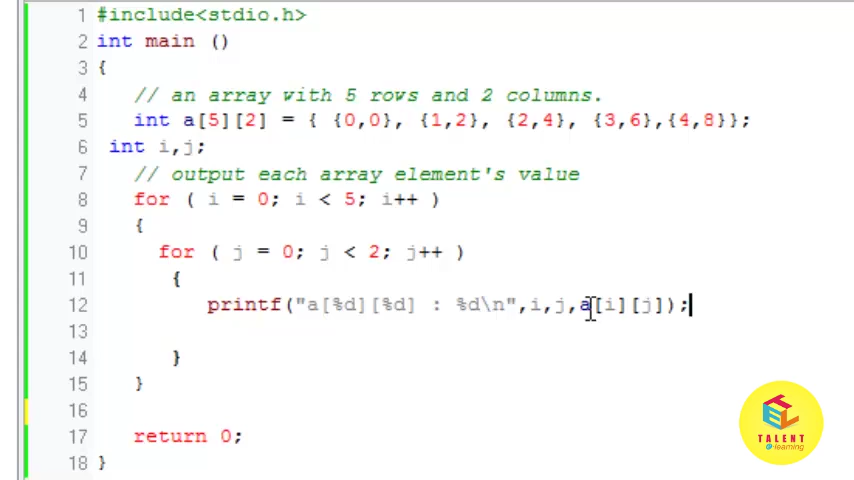 1 #include<stdio.h>
2 int main ()
3 {
4 // an array with 5 rows and 2 columns.
5 int a[5][2] = { {0,0}, {1,2}, {2,4}, {3,6},{4,8}};
6 int i,j;
7 // output each array element's value
8 for ( i = 0; i < 5; i++ )
9 {
10 for ( j = 0; j < 2; j++ )
11 {
12 printf("a[%d][%d] : %d\n",i,j,a[i][j]);
13
14 }
15 }
16
17 return 0;
18 }
TEL
TALENT
e-learning